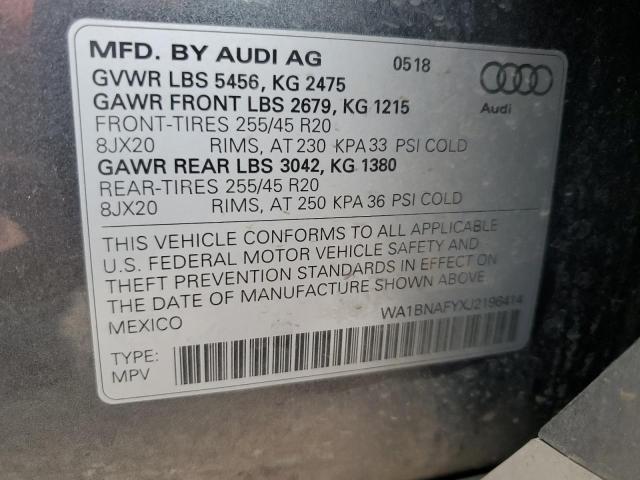 MFD. BY AUDI AG 0518
GVWR LBS 5456, KG 2475
GAWR FRONT LBS 2679, KG 1215
Audi
FRONT-TIRES 255/45 R20
8JX20 RIMS, AT 230 KPA 33 PSI COLD
GAWR REAR LBS 3042, KG 1380
REAR-TIRES 255/45 R20
8JX20 RIMS, AT 250 KPA 36 PSI COLD
THIS VEHICLE CONFORMS TO ALL APPLICABLE
U.S. FEDERAL MOTOR VEHICLE SAFETY AND
THEFT PREVENTION STANDARDS IN EFFECT ON
THE DATE OF MANUFACTURE SHOWN ABOVE.
MEXICO WA1BNAFYXJ2196414
TYPE:
MPV